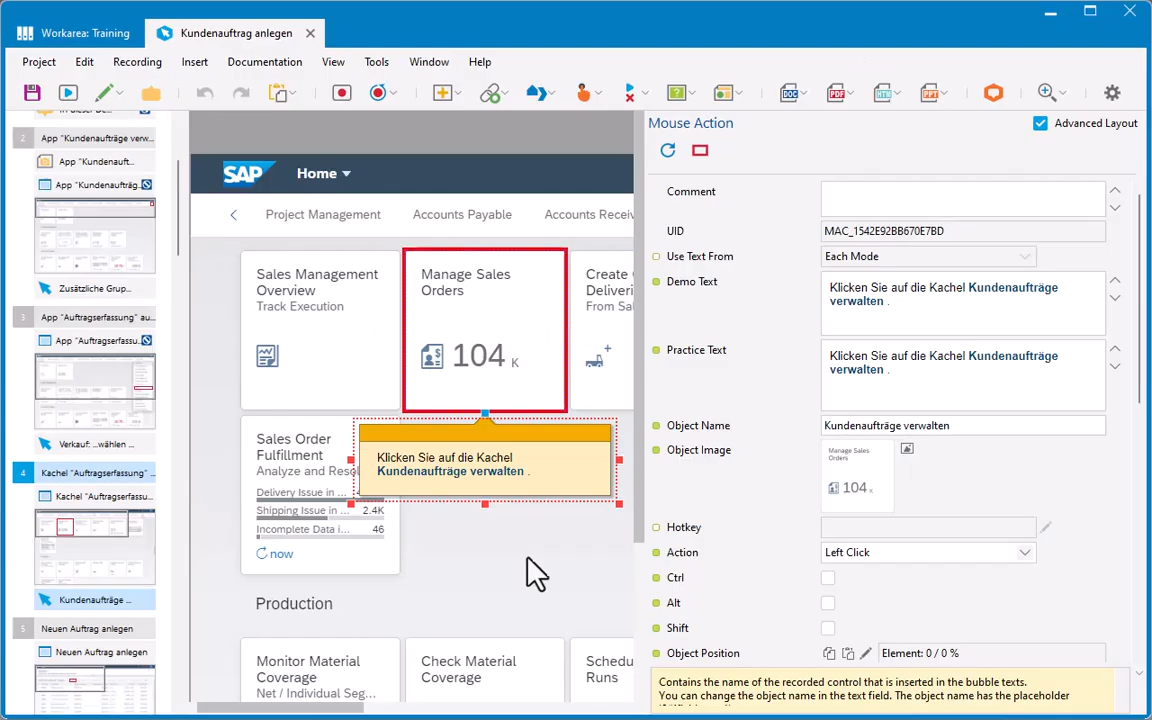 Workarea: Training
Kundenauftrag anlegen
Project Edit Recording Insert Documentation View Tools Window Help
2 App "Kundenaufträge verw...
App "Kundenauft...
App "Kundenaufträg...
Zusätzliche Grup...
3 App "Auftragserfassung" au...
App "Auftragserfassu...
Verkauf: ...wählen ...
4 Kachel "Auftragserfassung" ...
Kachel "Auftragserfassu...
Kundenaufträge ...
5 Neuen Auftrag anlegen
Neuen Auftrag anlegen
SAP Home
Project Management Accounts Payable Accounts Receiv
Sales Management
Overview
Track Execution
Manage Sales
Orders
104 K
Create
Deliveri
From Sal
Sales Order
Fulfillment
Analyze and Reso
Delivery Issue in ...
Shipping Issue in ... 2.4K
Incomplete Data i... 46
now
Klicken Sie auf die Kachel
Kundenaufträge verwalten .
Production
Monitor Material
Coverage
Net / Individual Seg...
Check Material
Coverage
Schedu
Runs
Mouse Action
Advanced Layout
Comment
UID MAC_1542E92BB670E7BD
Use Text From Each Mode
Demo Text Klicken Sie auf die Kachel Kundenaufträge
verwalten .
Practice Text Klicken Sie auf die Kachel Kundenaufträge
verwalten .
Object Name Kundenaufträge verwalten
Object Image
Manage Sales
Orders
104 K
Hotkey
Action Left Click
Ctrl
Alt
Shift
Object Position Element: 0 / 0 %
Contains the name of the recorded control that is inserted in the bubble texts.
You can change the object name in the text field. The object name has the placeholder